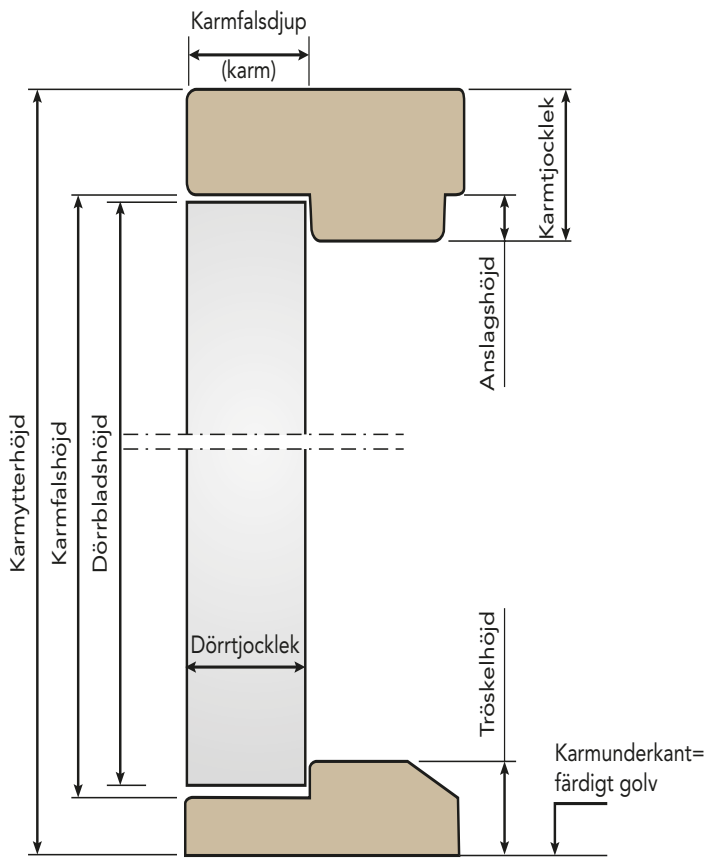 Karmfalsdjup
(karm)
Karmtjocklek
Anslagshöjd
Karmytterhöjd
Karmfalshöjd
Dörrbladshöjd
Dörrtjocklek
Tröskelhöjd
Karmunderkant=
färdigt golv